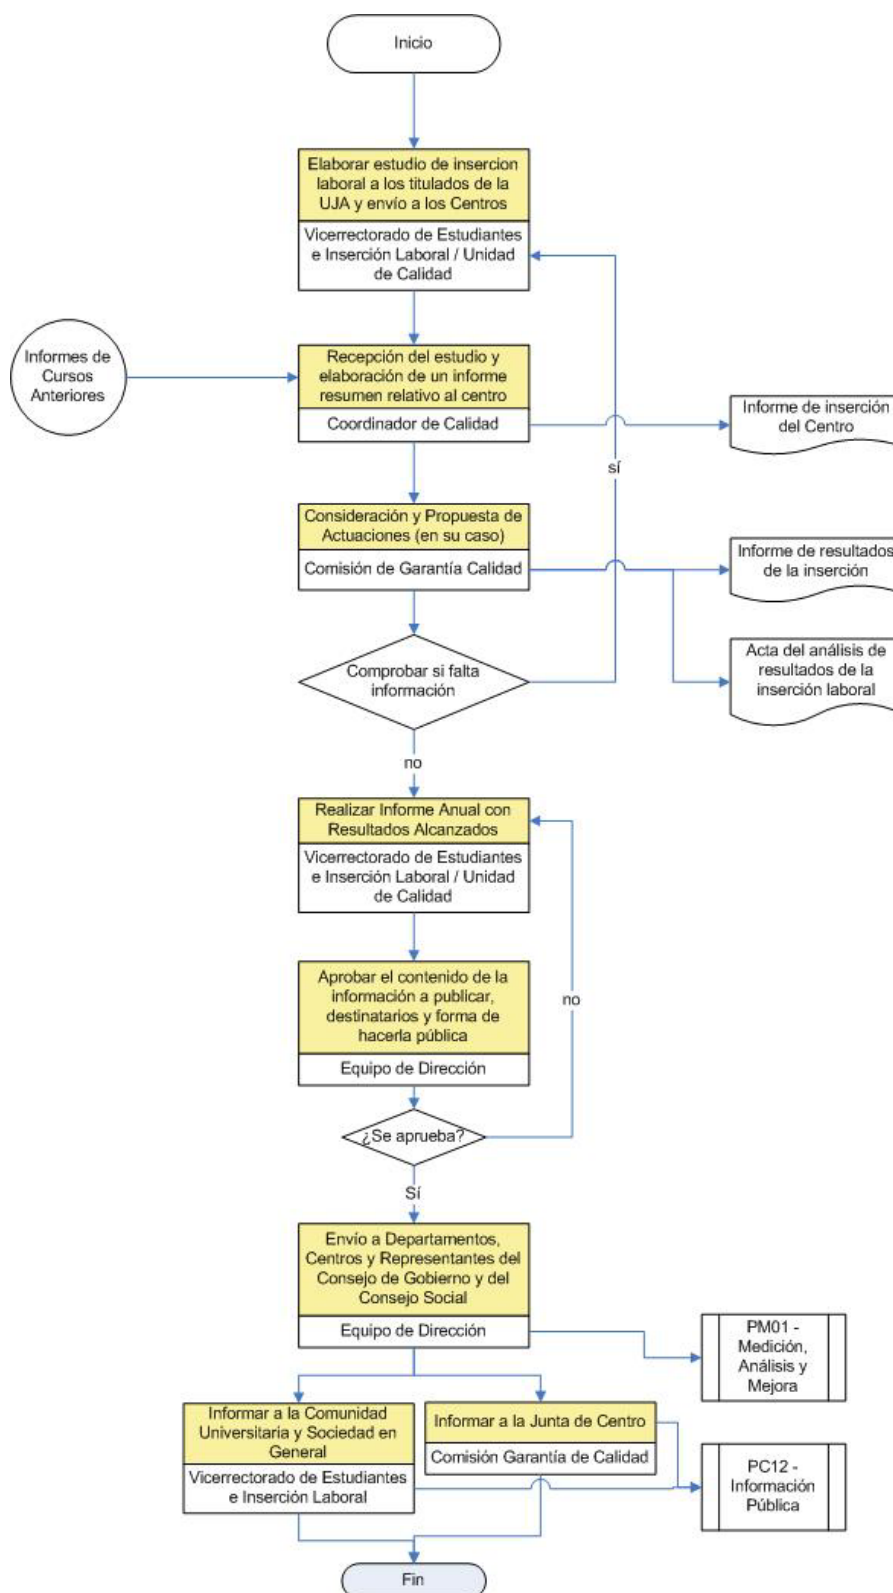 Inicio
Elaborar estudio de insercion
laboral a los titulados de la
UJA y envío a los Centros
Vicerrectorado de Estudiantes
e Inserción Laboral / Unidad
de Calidad
Informes de
Cursos
Anteriores
Recepción del estudio y
elaboración de un informe
resumen relativo al centro
Coordinador de Calidad
Informe de inserción
del Centro
sí
Consideración y Propuesta de
Actuaciones (en su caso)
Comisión de Garantía Calidad
Informe de resultados
de la inserción
Acta del análisis de
resultados de la
inserción laboral
Comprobar si falta
información
no
Realizar Informe Anual con
Resultados Alcanzados
Vicerrectorado de Estudiantes
e Inserción Laboral / Unidad
de Calidad
Aprobar el contenido de la
información a publicar,
destinatarios y forma de
hacerla pública
Equipo de Dirección
no
¿Se aprueba?
Sí
Envío a Departamentos,
Centros y Representantes del
Consejo de Gobierno y del
Consejo Social
Equipo de Dirección
PM01 -
Medición,
Análisis y
Mejora
Informar a la Comunidad
Universitaria y Sociedad en
General
Vicerrectorado de Estudiantes
e Inserción Laboral
Informar a la Junta de Centro
Comisión Garantía de Calidad
PC12 -
Información
Pública
Fin